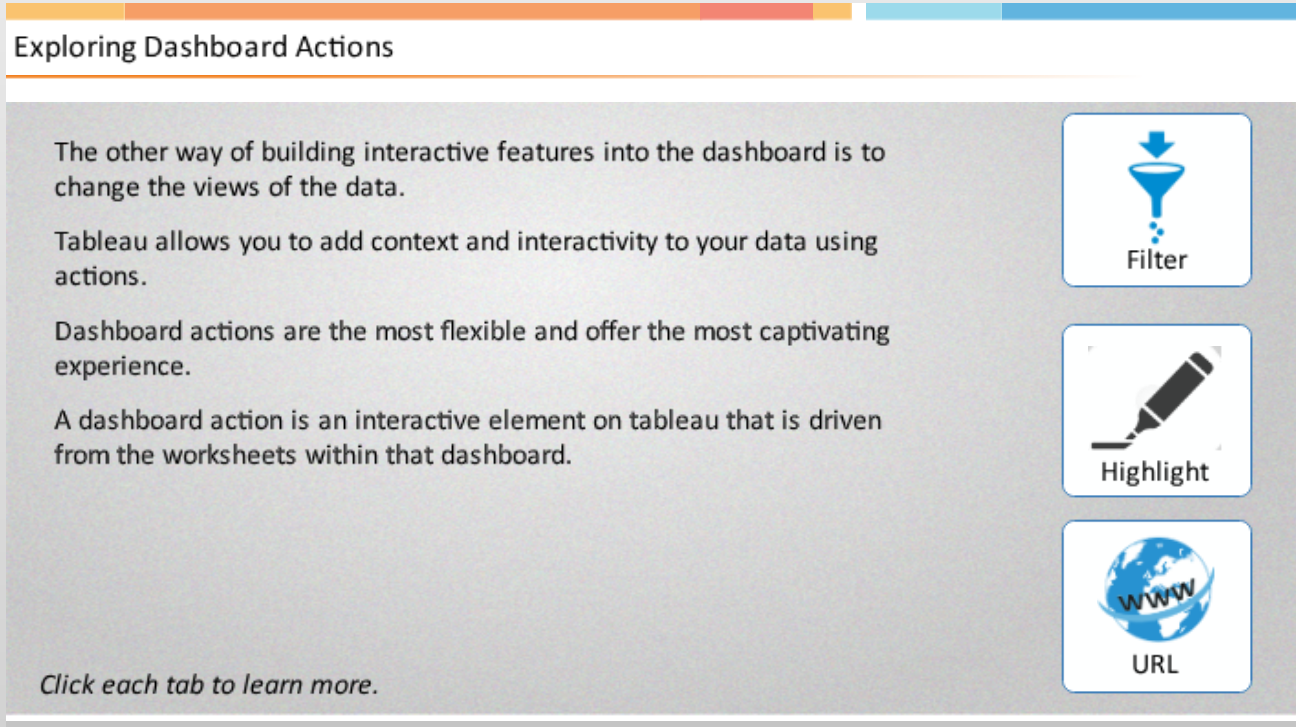 Exploring Dashboard Actions
The other way of building interactive features into the dashboard is to
change the views of the data.
Tableau allows you to add context and interactivity to your data using
actions.
Dashboard actions are the most flexible and offer the most captivating
experience.
A dashboard action is an interactive element on tableau that is driven
from the worksheets within that dashboard.
Click each tab to learn more.
Filter
Highlight
www
URL